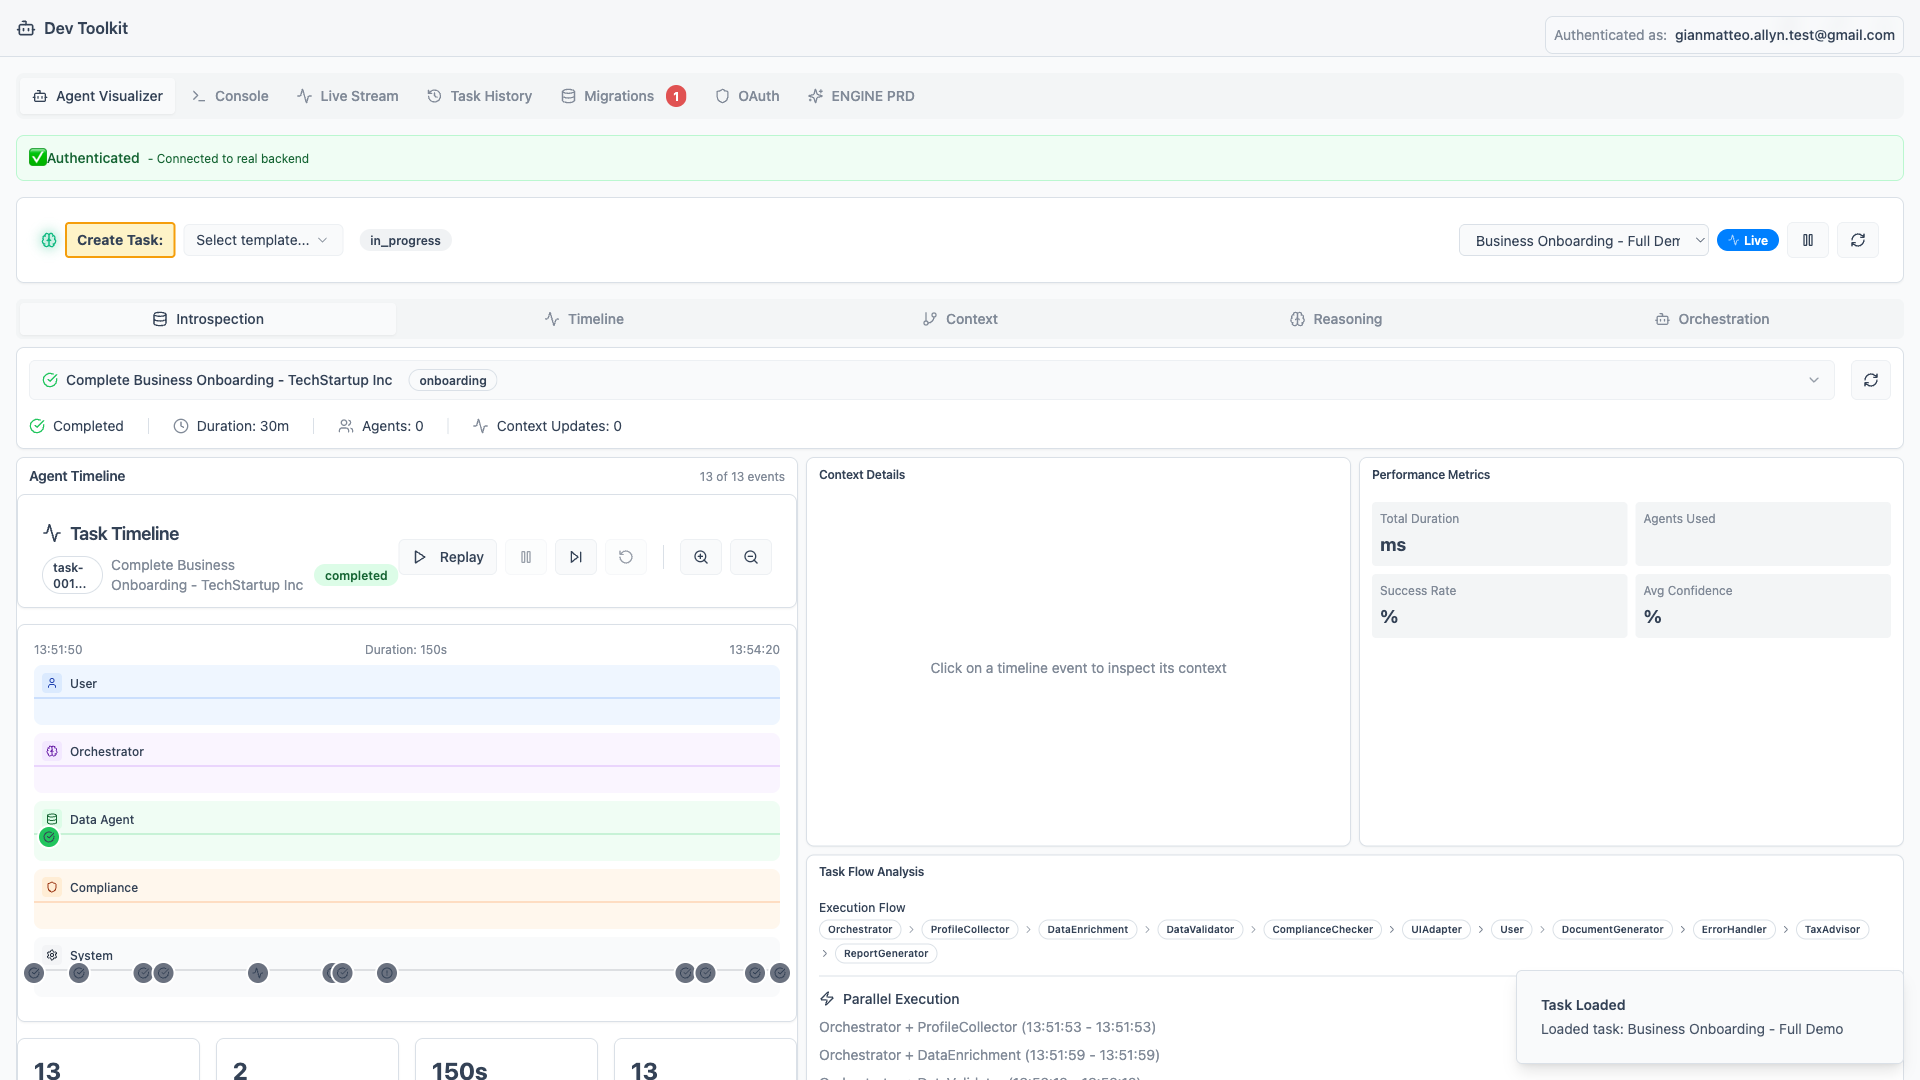 Dev Toolkit
Authenticated as: gianmatteo.allyn.test@gmail.com
Agent Visualizer
Console
Live Stream
Task History
Migrations 1
OAuth
ENGINE PRD
Authenticated - Connected to real backend
Create Task:
Select template...
in_progress
Business Onboarding - Full Dem
Live
Introspection
Timeline
Context
Reasoning
Orchestration
Complete Business Onboarding - TechStartup Inc
onboarding
Completed
Duration: 30m
Agents: 0
Context Updates: 0
Agent Timeline
13 of 13 events
Task Timeline
task-
001...
Complete Business
Onboarding - TechStartup Inc
completed
Replay
13:51:50
Duration: 150s
13:54:20
User
Orchestrator
Data Agent
Compliance
System
13
2
150s
13
Context Details
Click on a timeline event to inspect its context
Performance Metrics
Total Duration
ms
Agents Used
Success Rate
%
Avg Confidence
%
Task Flow Analysis
Execution Flow
Orchestrator
ProfileCollector
DataEnrichment
DataValidator
ComplianceChecker
UIAdapter
User
DocumentGenerator
ErrorHandler
TaxAdvisor
ReportGenerator
Parallel Execution
Orchestrator + ProfileCollector (13:51:53 - 13:51:53)
Orchestrator + DataEnrichment (13:51:59 - 13:51:59)
Task Loaded
Loaded task: Business Onboarding - Full Demo